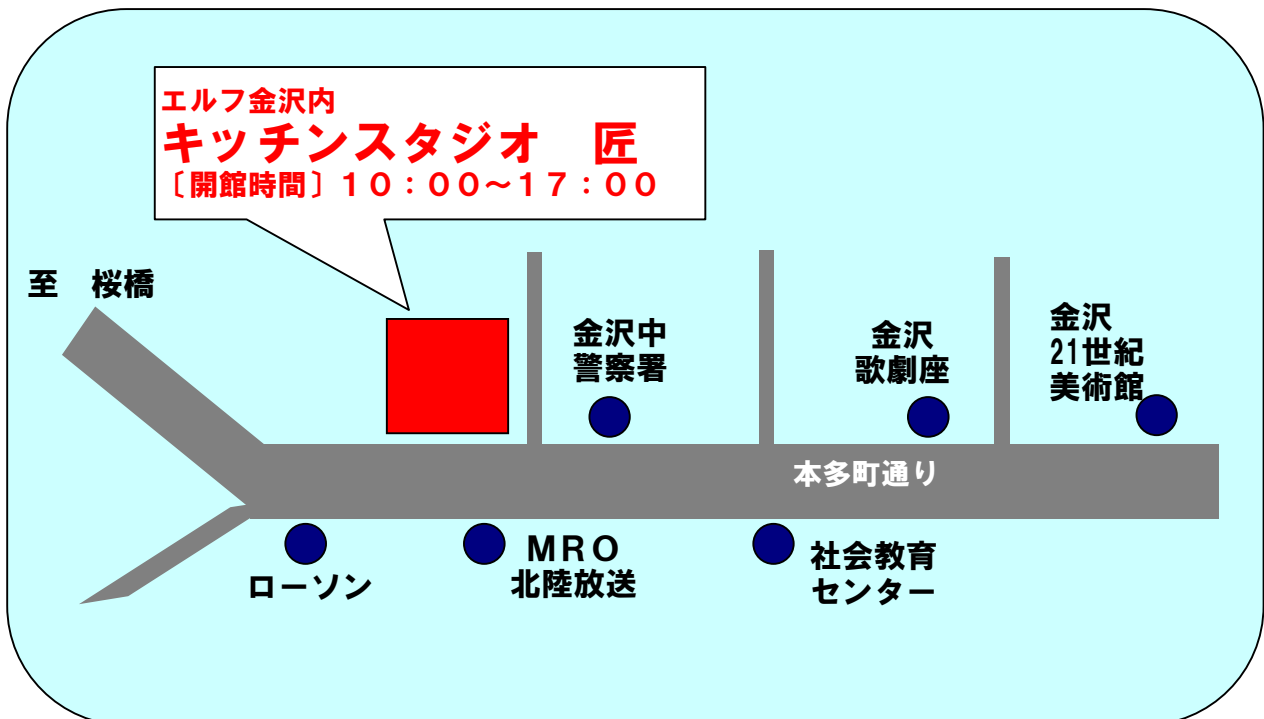 エルフ金沢内
キッチンスタジオ　匠
〔開館時間〕１０：００～１７：００
至　桜橋
金沢中
警察署
金沢
歌劇座
金沢
21世紀
美術館
本多町通り
ローソン
ＭＲＯ
北陸放送
社会教育
センター